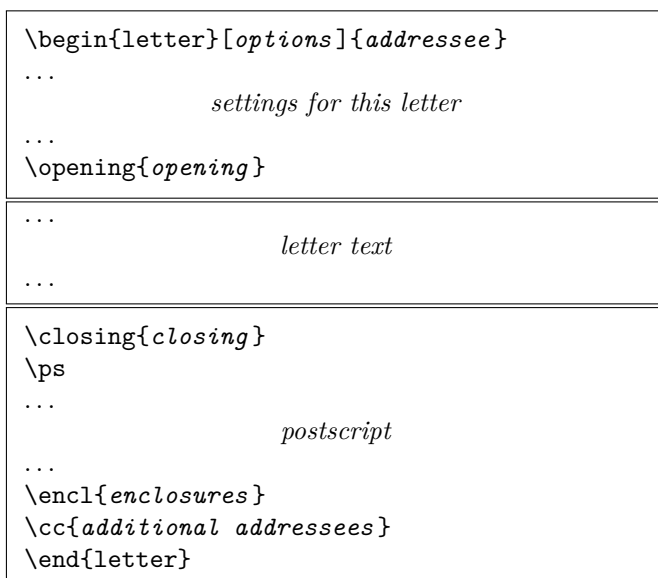 \begin{letter}[options]{addressee}
...
settings for this letter
...
\opening{opening}
...
letter text
...
\closing{closing}
\ps
...
postscript
...
\encl{enclosures}
\cc{additional addressees}
\end{letter}